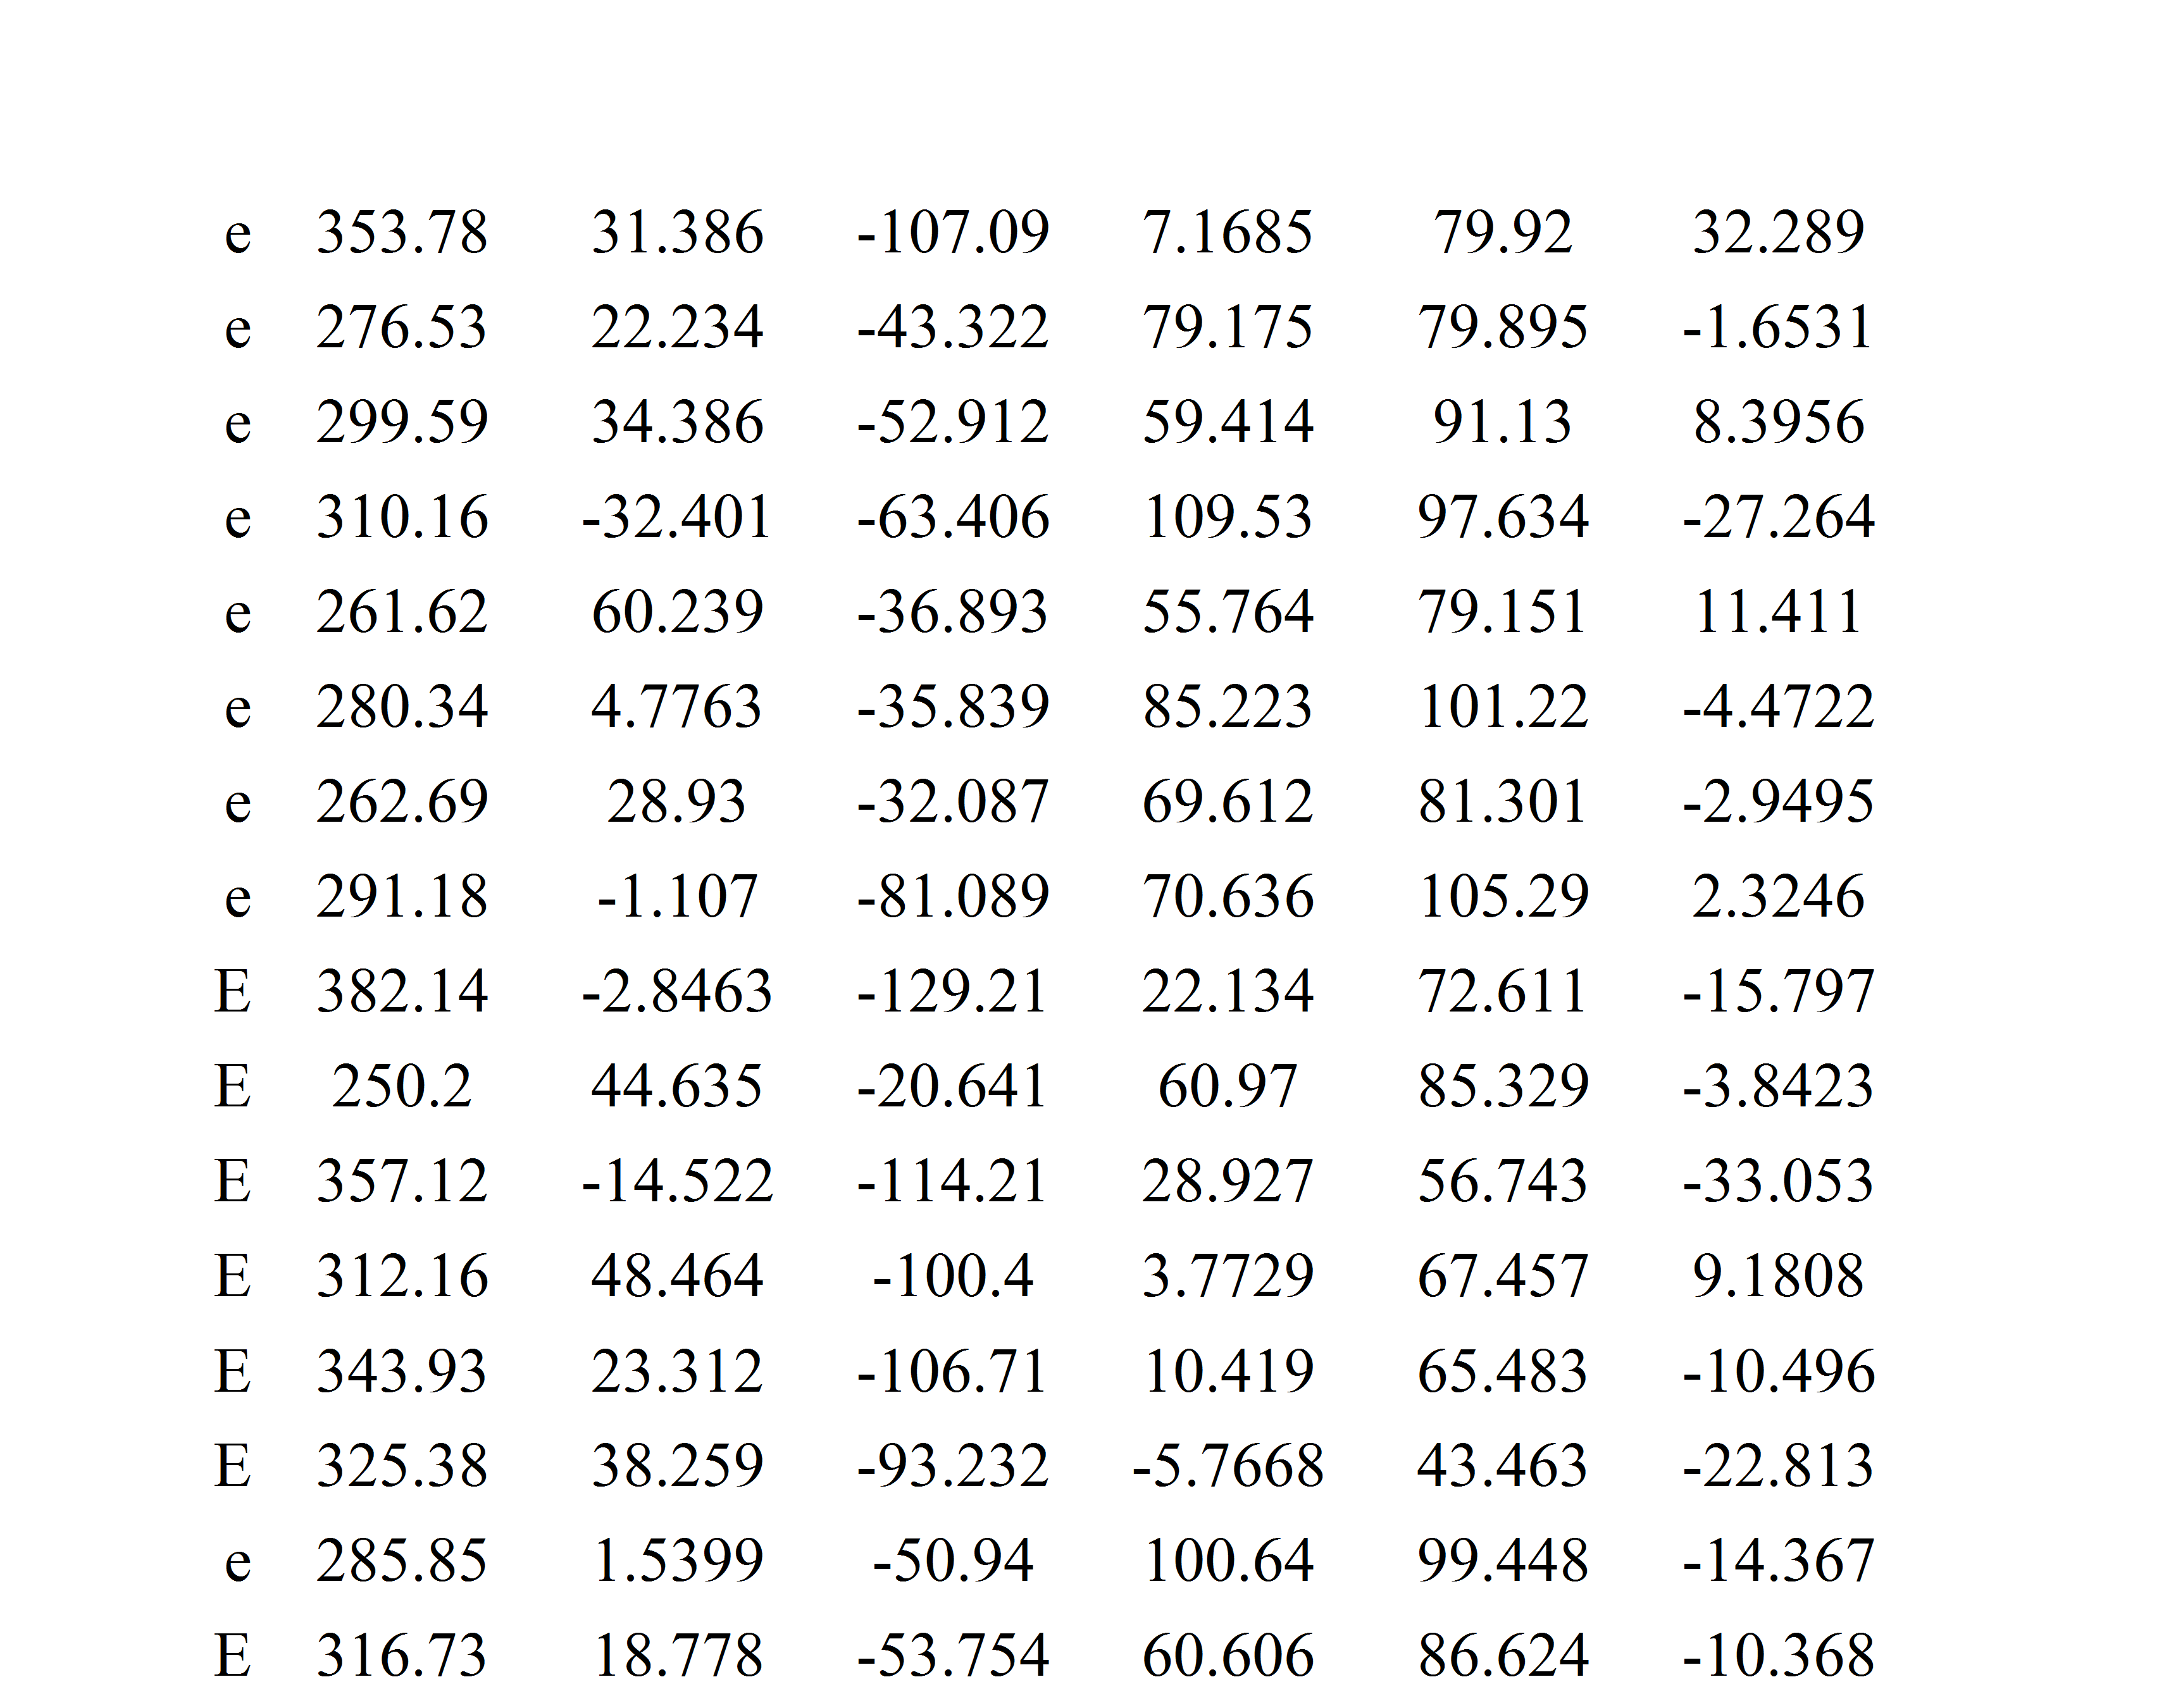 e 353.78 31.386 -107.09 7.1685 79.92 32.289
e 276.53 22.234 -43.322 79.175 79.895 -1.6531
e 299.59 34.386 -52.912 59.414 91.13 8.3956
e 310.16 -32.401 -63.406 109.53 97.634 -27.264
e 261.62 60.239 -36.893 55.764 79.151 11.411
e 280.34 4.7763 -35.839 85.223 101.22 -4.4722
e 262.69 28.93 -32.087 69.612 81.301 -2.9495
e 291.18 -1.107 -81.089 70.636 105.29 2.3246
E 382.14 -2.8463 -129.21 22.134 72.611 -15.797
E 250.2 44.635 -20.641 60.97 85.329 -3.8423
E 357.12 -14.522 -114.21 28.927 56.743 -33.053
E 312.16 48.464 -100.4 3.7729 67.457 9.1808
E 343.93 23.312 -106.71 10.419 65.483 -10.496
E 325.38 38.259 -93.232 -5.7668 43.463 -22.813
e 285.85 1.5399 -50.94 100.64 99.448 -14.367
E 316.73 18.778 -53.754 60.606 86.624 -10.368